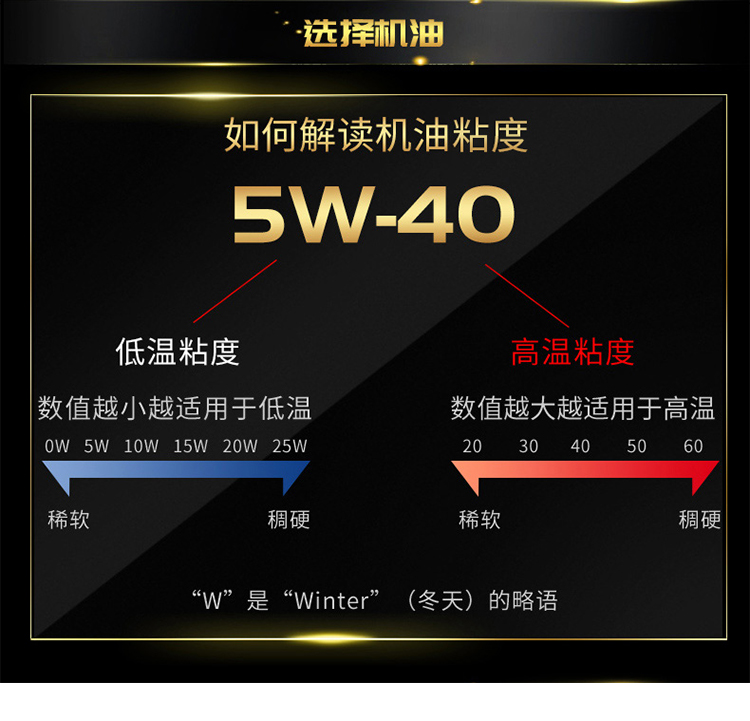 选择机油
如何解读机油粘度
5W-40
低温粘度
高温粘度
数值越小越适用于低温
数值越大越适用于高温
0W 5W 10W 15W 20W 25W
20 30 40 50 60
稀软 稠硬
稀软 稠硬
“W”是“Winter”（冬天）的略语